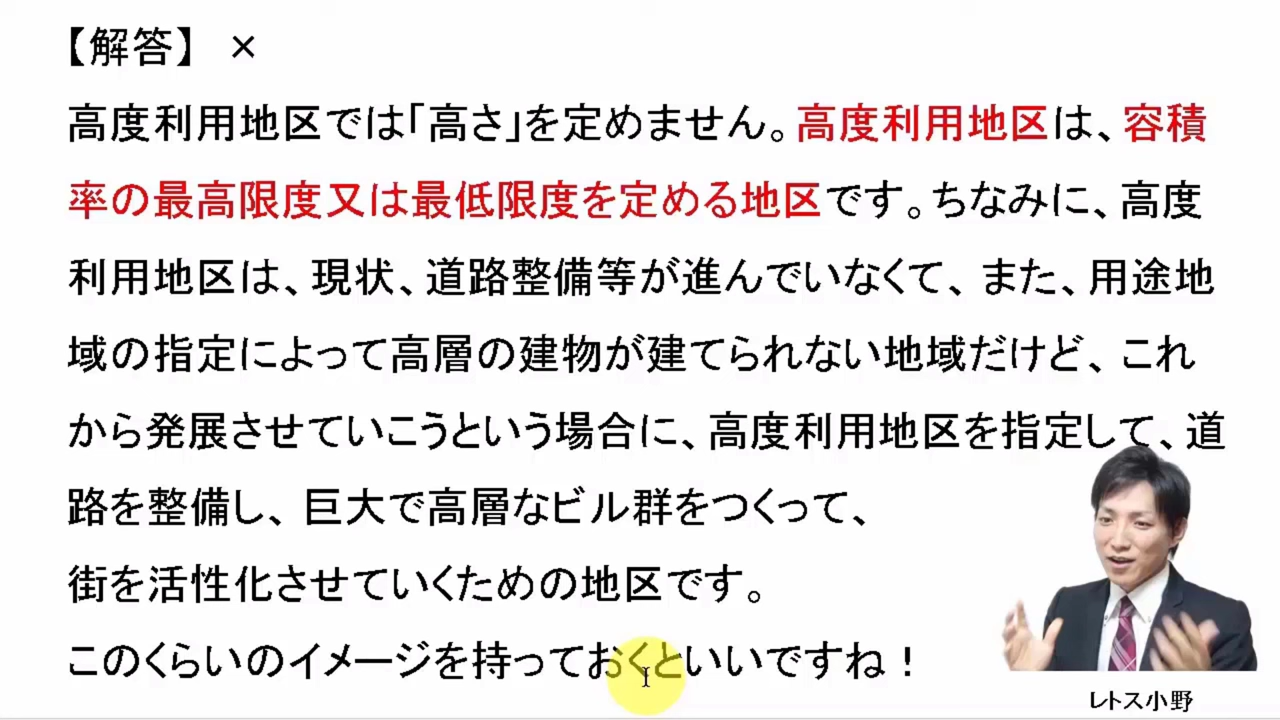 【解答】 ×
高度利用地区では「高さ」を定めません。高度利用地区は、容積
率の最高限度又は最低限度を定める地区です。ちなみに、高度
利用地区は、現状、道路整備等が進んでいなくて、また、用途地
域の指定によって高層の建物が建てられない地域だけど、これ
から発展させていこうという場合に、高度利用地区を指定して、道
路を整備し、巨大で高層なビル群をつくって、
街を活性化させていくための地区です。
このくらいのイメージを持っておくといいですね！
レトス小野